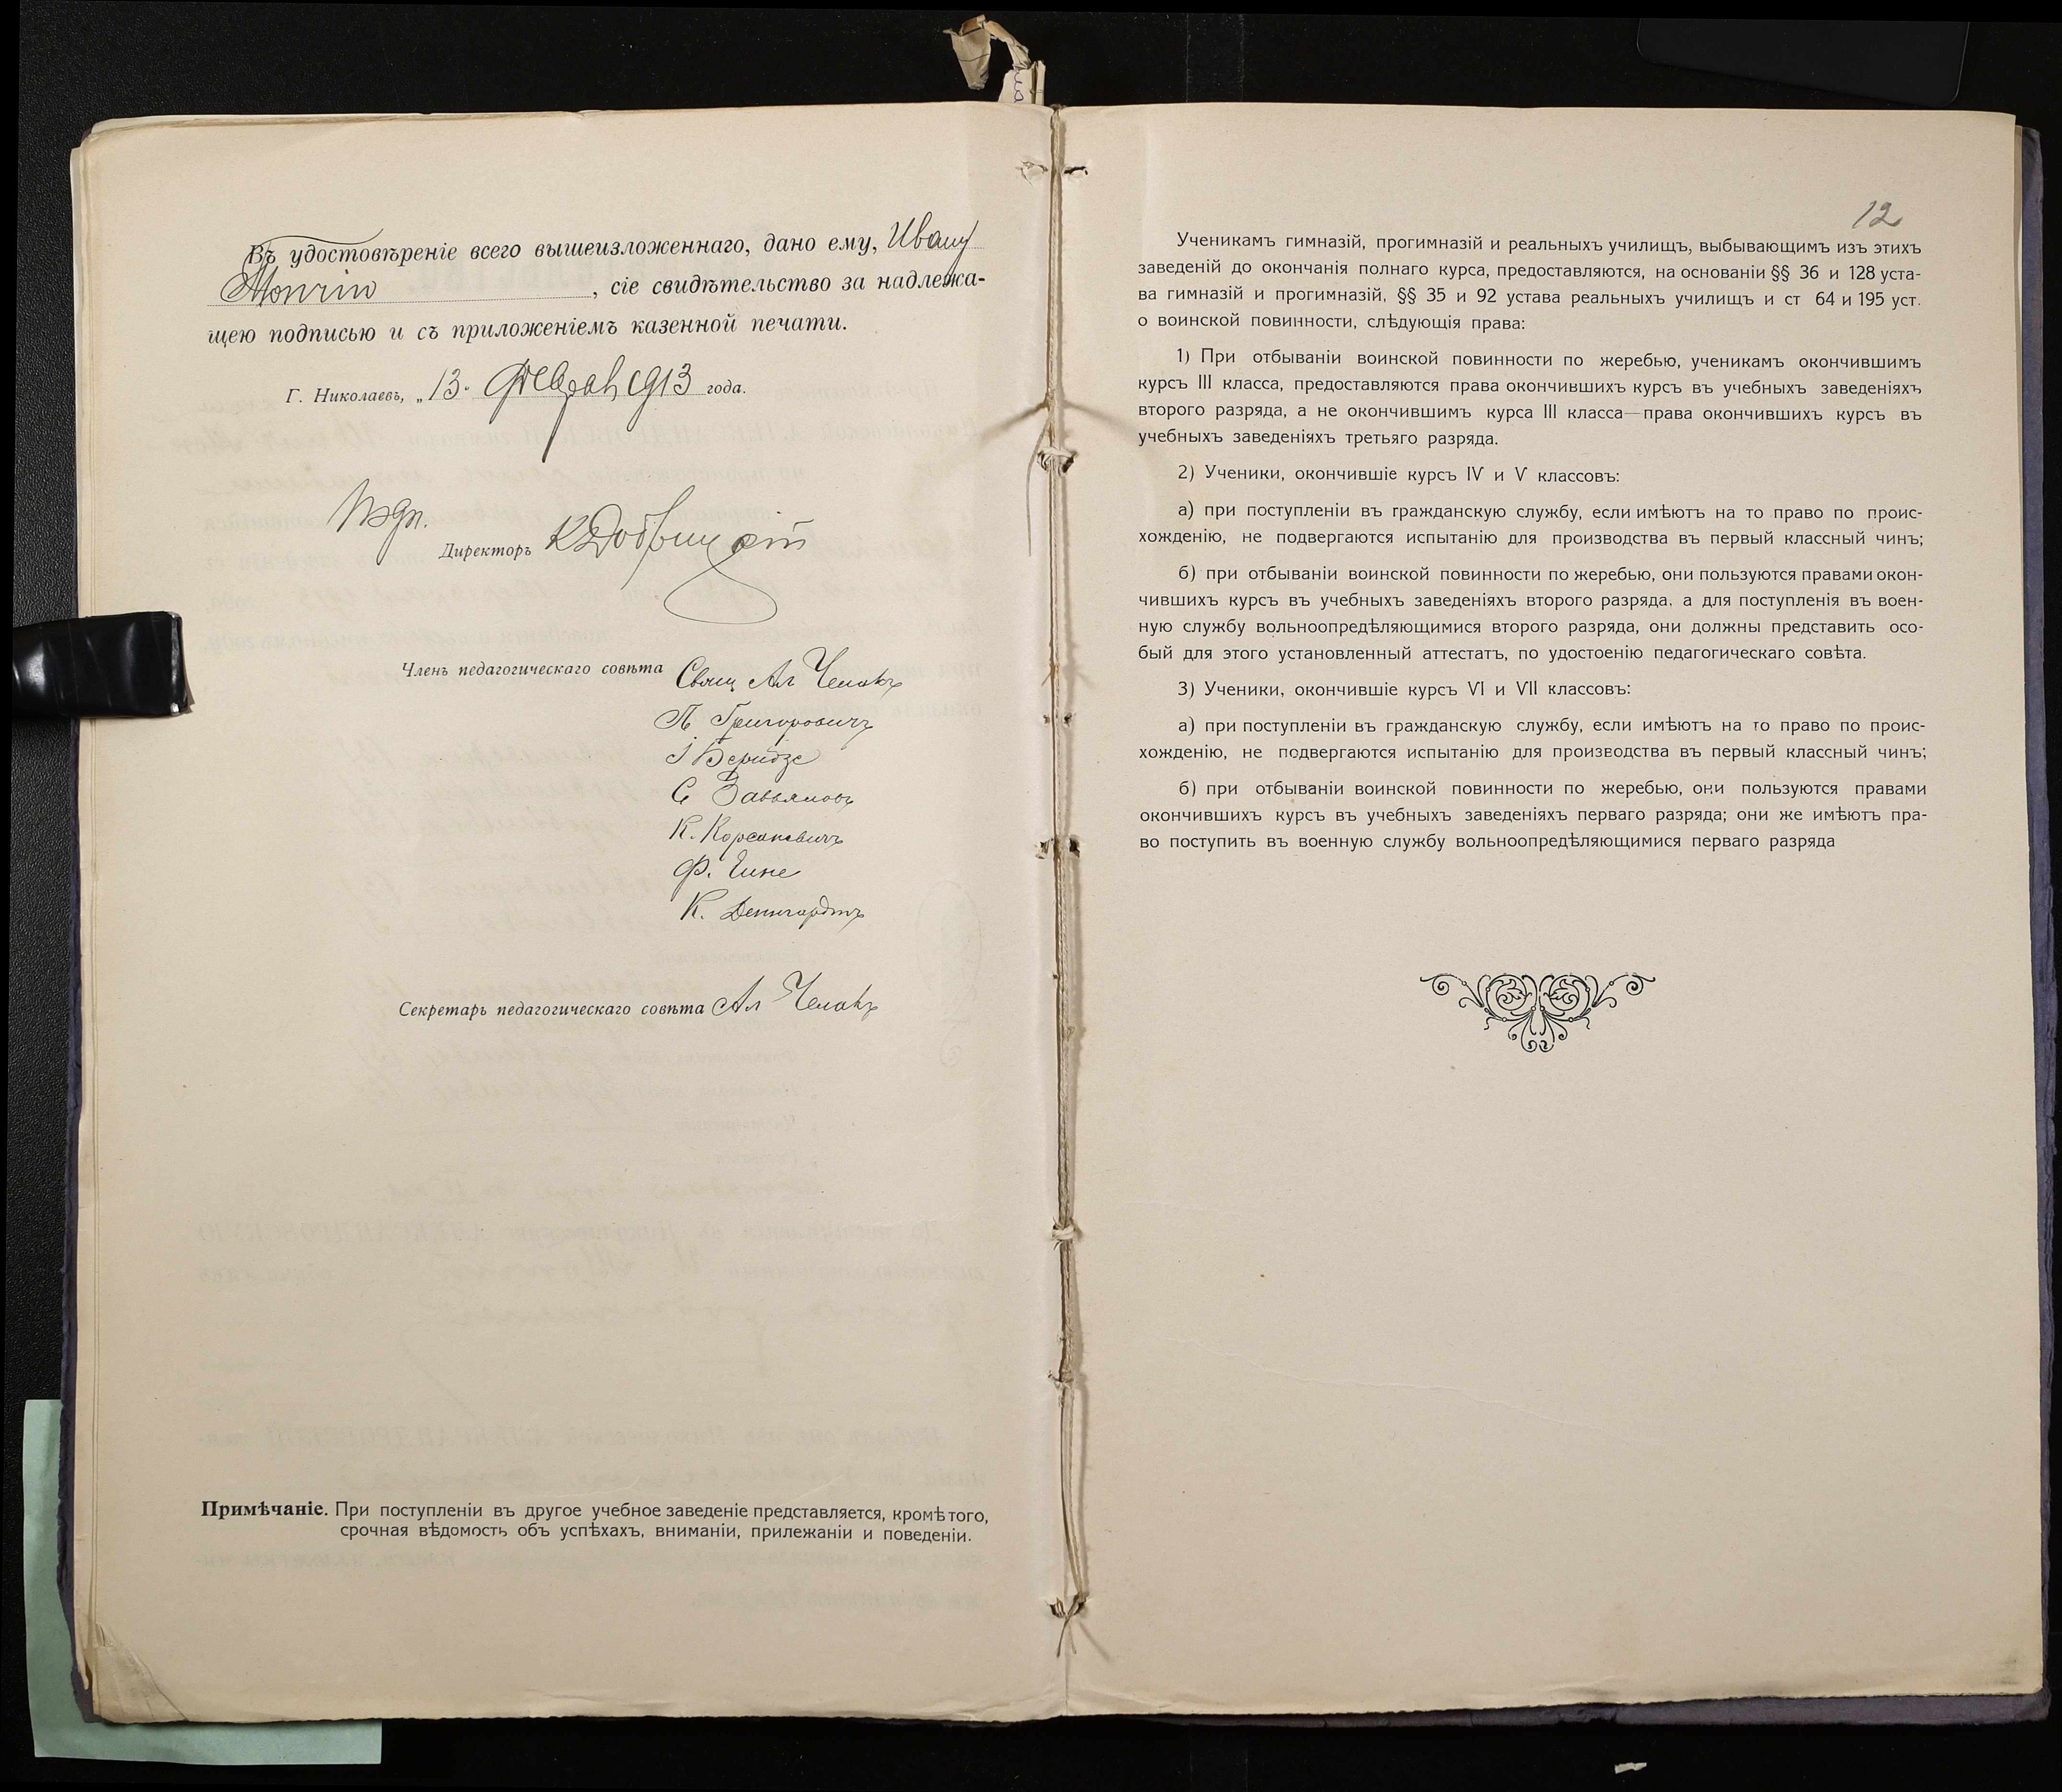 Въ удостовѣреніе всего вышеизложеннаго, дано ему, Ивану
, сіе свидѣтельство за надлежа-
щею подписью и съ приложеніемъ казенной печати.
Г. Николаевъ, „13" 1913 года.
Директоръ
Членъ педагогическаго совѣта Свящ Ал
П Григоровичъ
І Беридзе
С Завьяловъ
К. Корсаковичъ
Ф.
К.
Секретарь педагогическаго совѣта Ал
Примѣчаніе. При поступленіи въ другое учебное заведеніе представляется, кромѣ того,
срочная вѣдомость объ успѣхахъ, вниманіи, прилежаніи и поведеніи.
12
Ученикамъ гимназій, прогимназій и реальныхъ училищъ, выбывающимъ изъ этихъ
заведеній до окончанія полнаго курса, предоставляются, на основаніи §§ 36 и 128 уста-
ва гимназій и прогимназій, §§ 35 и 92 устава реальныхъ училищъ и ст 64 и 195 уст.
о воинской повинности, слѣдующія права:
1) При отбываніи воинской повинности по жеребью, ученикамъ окончившимъ
курсъ III класса, предоставляются права окончившихъ курсъ въ учебныхъ заведеніяхъ
второго разряда, а не окончившимъ курса III класса—права окончившихъ курсъ въ
учебныхъ заведеніяхъ третьяго разряда.
2) Ученики, окончившіе курсъ IV и V классовъ:
а) при поступленіи въ гражданскую службу, если имѣютъ на то право по проис-
хожденію, не подвергаются испытанію для производства въ первый классный чинъ;
б) при отбываніи воинской повинности по жеребью, они пользуются правами окон-
чившихъ курсъ въ учебныхъ заведеніяхъ второго разряда, а для поступленія въ воен-
ную службу вольноопредѣляющимися второго разряда, они должны представить осо-
бый для этого установленный аттестатъ, по удостоенію педагогическаго совѣта.
3) Ученики, окончившіе курсъ VI и VII классовъ:
а) при поступленіи въ гражданскую службу, если имѣютъ на то право по проис-
хожденію, не подвергаются испытанію для производства въ первый классный чинъ;
б) при отбываніи воинской повинности по жеребью, они пользуются правами
окончившихъ курсъ въ учебныхъ заведеніяхъ перваго разряда; они же имѣютъ пра-
во поступить въ военную службу вольноопредѣляющимися перваго разряда